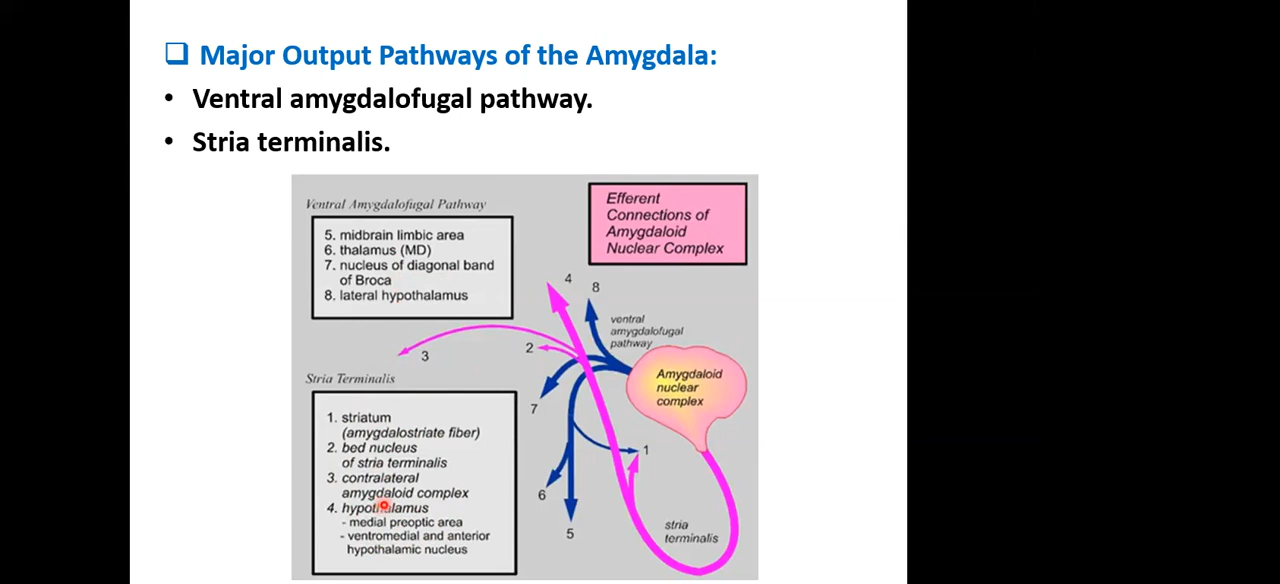 Major Output Pathways of the Amygdala:
• Ventral amygdalofugal pathway.
• Stria terminalis.
Ventral Amygdalofugal Pathway
5. midbrain limbic area
6. thalamus (MD)
7. nucleus of diagonal band
of Broca
8. lateral hypothalamus
Efferent
Connections of
Amygdaloid
Nuclear Complex
4
8
ventral
amygdalofugal
pathway
2
3
Amygdaloid
nuclear
complex
7
1
6
5
stria
terminalis
Stria Terminalis
1. striatum
(amygdalostriate fiber)
2. bed nucleus
of stria terminalis
3. contralateral
amygdaloid complex
4. hypothalamus
- medial preoptic area
- ventromedial and anterior
hypothalamic nucleus